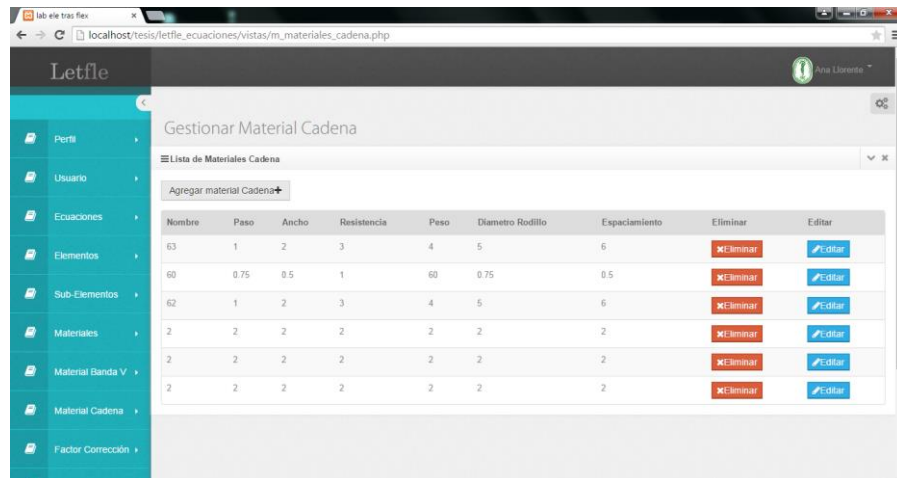 lab ele tras flex
localhost/tesis/letfle_ecuaciones/vistas/m_materiales_cadena.php
Letfle
Ana Llorente
Gestionar Material Cadena
Lista de Materiales Cadena
Agregar material Cadena+
Perfil
Usuario
Ecuaciones
Elementos
Sub-Elementos
Materiales
Material Banda V
Material Cadena
Factor Corrección
Nombre Paso Ancho Resistencia Peso Diametro Rodillo Espaciamiento Eliminar Editar
63 1 2 3 4 5 6 Eliminar Editar
60 0.75 0.5 1 60 0.75 0.5 Eliminar Editar
62 1 2 3 4 5 6 Eliminar Editar
2 2 2 2 2 2 2 Eliminar Editar
2 2 2 2 2 2 2 Eliminar Editar
2 2 2 2 2 2 2 Eliminar Editar